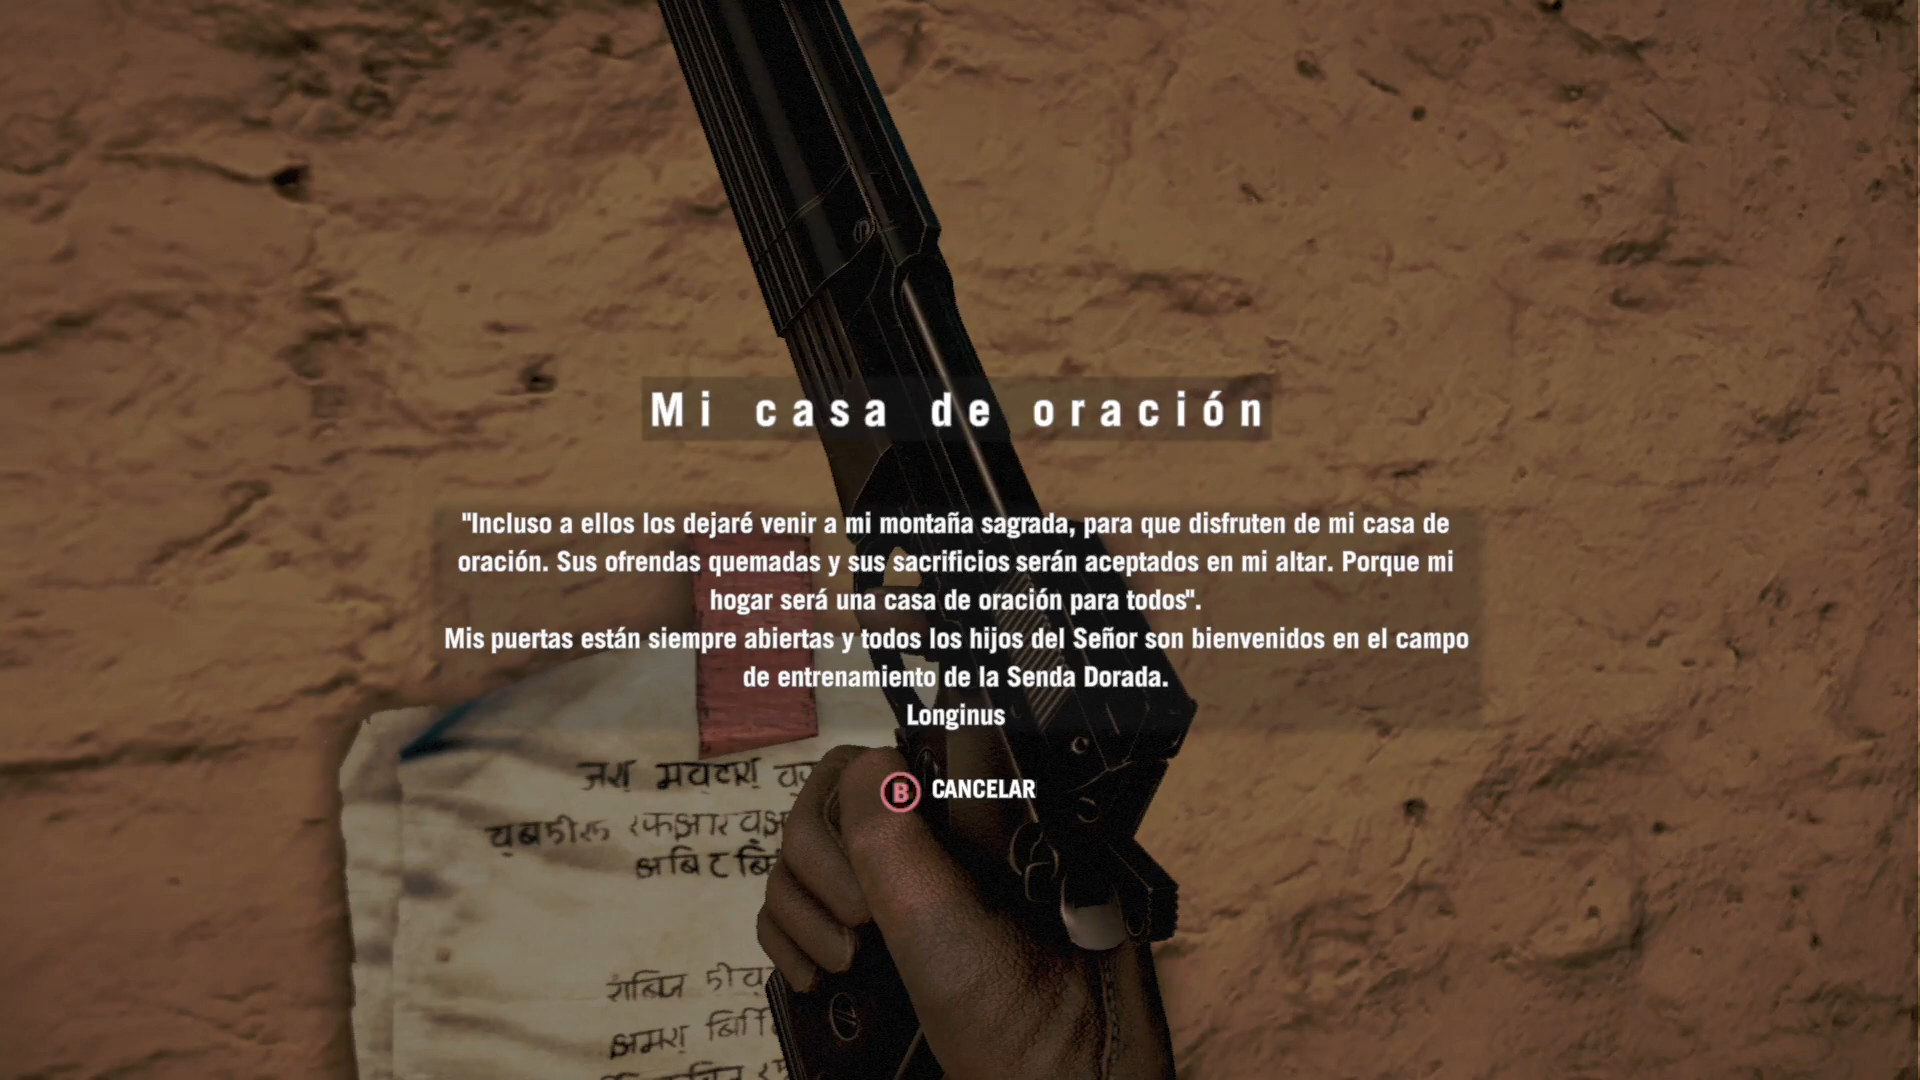 Mi casa de oración
"Incluso a ellos los dejaré venir a mi montaña sagrada, para que disfruten de mi casa de
oración. Sus ofrendas quemadas y sus sacrificios serán aceptados en mi altar. Porque mi
hogar será una casa de oración para todos".
Mis puertas están siempre abiertas y todos los hijos del Señor son bienvenidos en el campo
de entrenamiento de la Senda Dorada.
Longinus
B CANCELAR